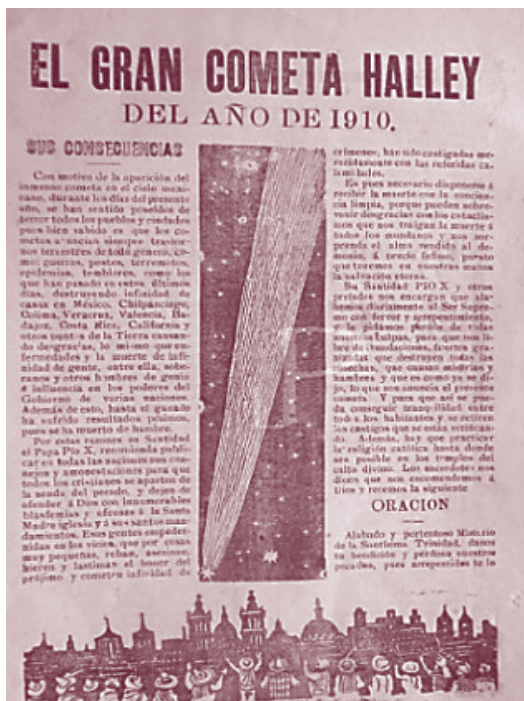 EL GRAN COMETA HALLEY
DEL AÑO DE 1910.
SUS CONSECUENCIAS
Con motivo de la aparición del
inmenso cometa en el cielo mexi-
cano, durante los días del presente
año, se han sentido poseídos de
terror todos los pueblos y ciudades
pues bien sabido es que los co-
metas anuncian siempre trastor-
nos terrestres de todo género, co-
mo: guerras, pestes, terremotos,
epidemias, temblores, como los
que han pasado en estos últimos
días, destruyendo infinidad de
casas en México, Chilpancingo,
Colima, Veracruz, Valencia, Ba-
dajoz, Costa Rica, California y
otros puntos de la Tierra causan-
do desgracias, lo mismo que en-
fermedades y la muerte de infi-
nidad de gente, entre ella, sobe-
ranos y otros hombres de genio
é influencia en los poderes del
Gobierno de varias naciones.
Además de esto, hasta el ganado
ha sufrido resultados pésimos,
pues se ha muerto de hambre.
Por estas razones su Santidad
el Papa Pío X, recomienda publi-
car en todas las naciones sus con-
sejos y amonestaciones para que
todos los cristianos se aparten de
la senda del pecado, y dejen de
ofender á Dios con innumerables
blasfemias y ofensas á la Santa
Madre iglesia y á sus santos man-
damientos. Esas gentes empeder-
nidas en los vicios, que por cosas
muy pequeñas, roban, asesinan,
hieren y lastiman el honor del
prójimo y cometen infinidad de
crímenes, han sido castigadas me-
recidamente con las referidas ca-
lamidades.
Es pues necesario disponerse á
recibir la muerte con la concien-
cia limpia, porque pueden sobre-
venir desgracias con los cataclis-
mos que nos traigan la muerte á
todos los mundanos y nos sor-
prenda el alma vendida al de-
monio, á precio ínfimo, puesto
que tenemos en nuestras manos
la salvación eterna.
Su Santidad PIO X y otros
prelados nos encargan que ala-
bemos diariamente al Ser Supre-
mo con fervor y arrepentimiento,
y le pidamos perdón de todas
nuestras culpas, para que nos li-
bre de inundaciones, fuertes gra-
nizadas que destruyen todas las
cosechas, que causan miserias y
hambres y que es como ya se di-
jo, lo que nos anuncia el presente
cometa. Y para que así se pue-
da conseguir tranquilidad entre
todos los habitantes y se retiren
los castigos que se están verifican-
do. Además, hay que practicar
la religión católica hasta donde
sea posible en los templos del
culto divino. Los sacerdotes nos
dicen que nos encomendemos á
Dios y recemos la siguiente
ORACION
Alabado y portentoso Misterio
de la Santísima Trinidad, danos
tu bendición y perdona nuestros
pecados, pues arrepentidos te lo